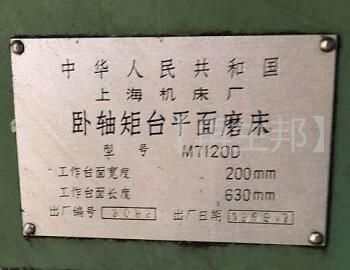 中华人民共和国
上海机床厂
卧轴矩台平面磨床
型号 M7120D
工作台面宽度 200mm
工作台面长度 630mm
出厂编号 出厂日期